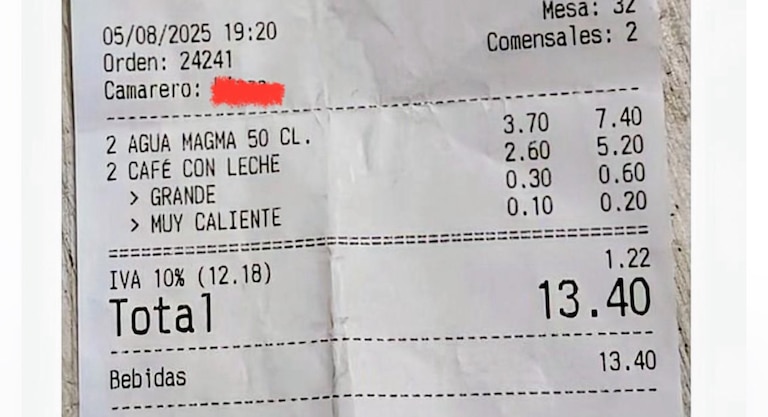 Mesa: 32
05/08/2025 19:20
Comensales: 2
Orden: 24241
Camarero:
2 AGUA MAGMA 50 CL. 3.70 7.40
2 CAFÉ CON LECHE 2.60 5.20
> GRANDE 0.30 0.60
> MUY CALIENTE 0.10 0.20
IVA 10% (12.18) 1.22
Total 13.40
Bebidas 13.40